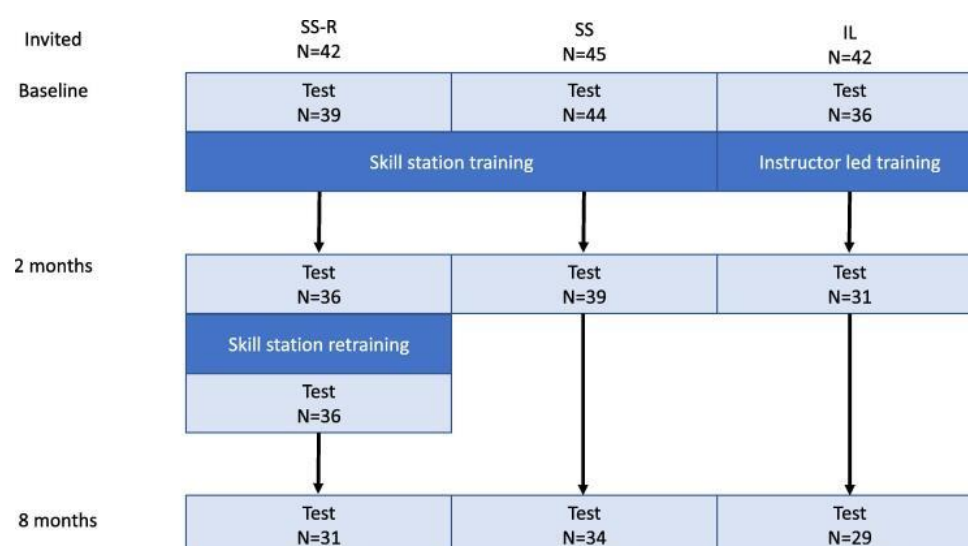 Invited
SS-R
N=42
SS
N=45
IL
N=42
Baseline
Test
N=39
Test
N=44
Test
N=36
Skill station training
Instructor led training
2 months
Test
N=36
Test
N=39
Test
N=31
Skill station retraining
Test
N=36
8 months
Test
N=31
Test
N=34
Test
N=29